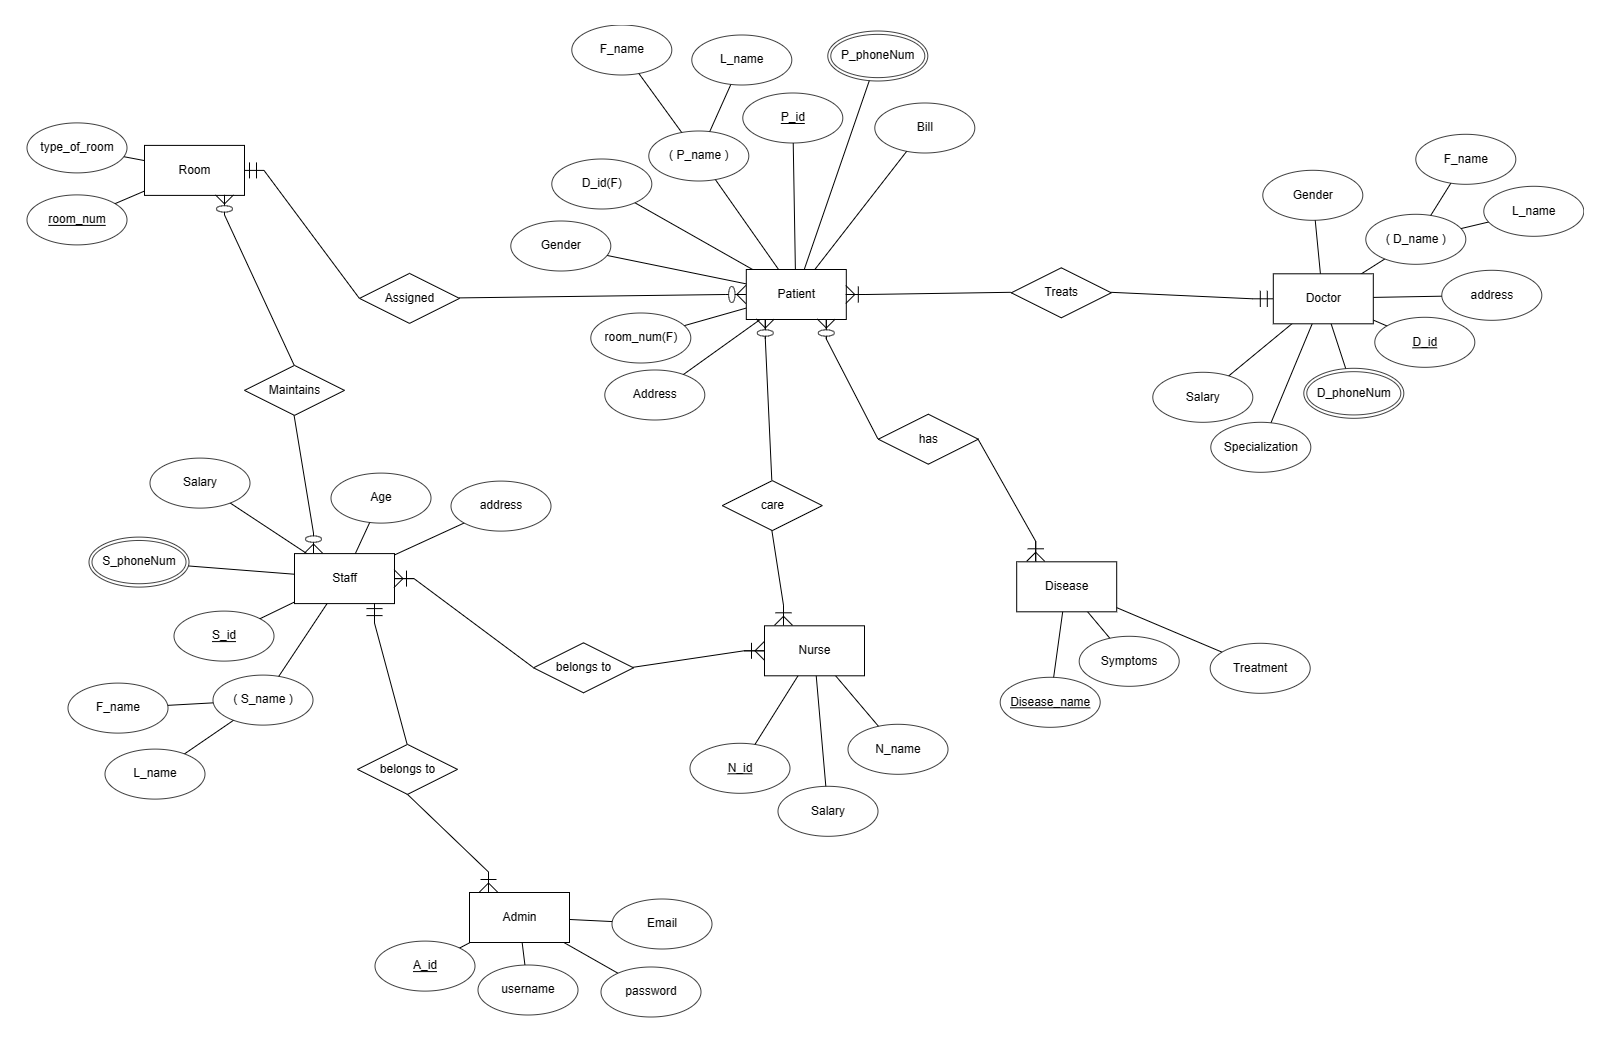 F_name
L_name
P_phoneNum
P_id
Bill
( P_name )
type_of_room
Room
room_num
D_id(F)
Gender
Assigned
Patient
room_num(F)
Address
Treats
Gender
F_name
L_name
( D_name )
Doctor
address
D_id
Salary
D_phoneNum
Specialization
Maintains
has
care
Salary
Age
address
S_phoneNum
Staff
S_id
( S_name )
F_name
L_name
belongs to
Nurse
N_id
N_name
Salary
Disease
Symptoms
Treatment
Disease_name
belongs to
Admin
Email
A_id
username
password